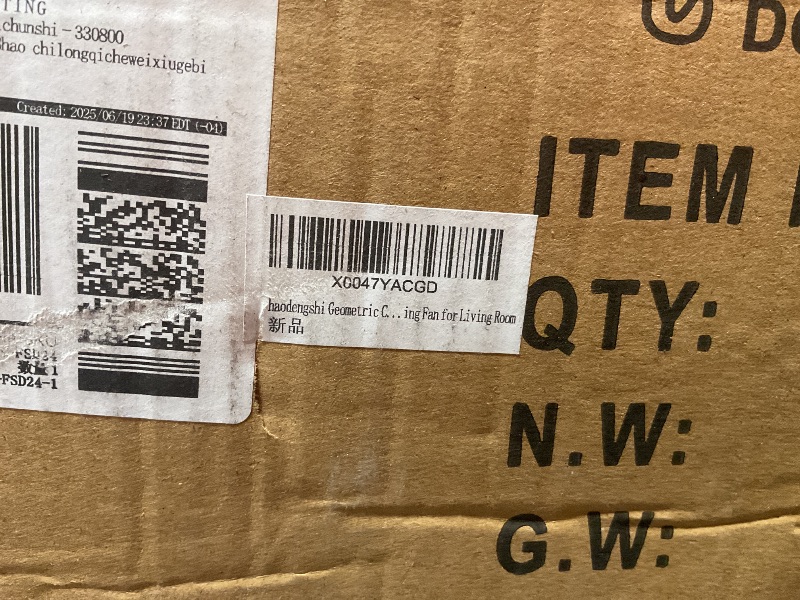 TING
chunshi-330800
hao chilongqicheweixiugebi
Created: 2025/06/19 23:37 EDT (-04)
SKU
FSD24
数量 1
-FSD24-1
X0047YACGD
haodengshi Geometric C... ing Fan for Living Room
新品
ITEM
QTY:
N.W:
G.W: